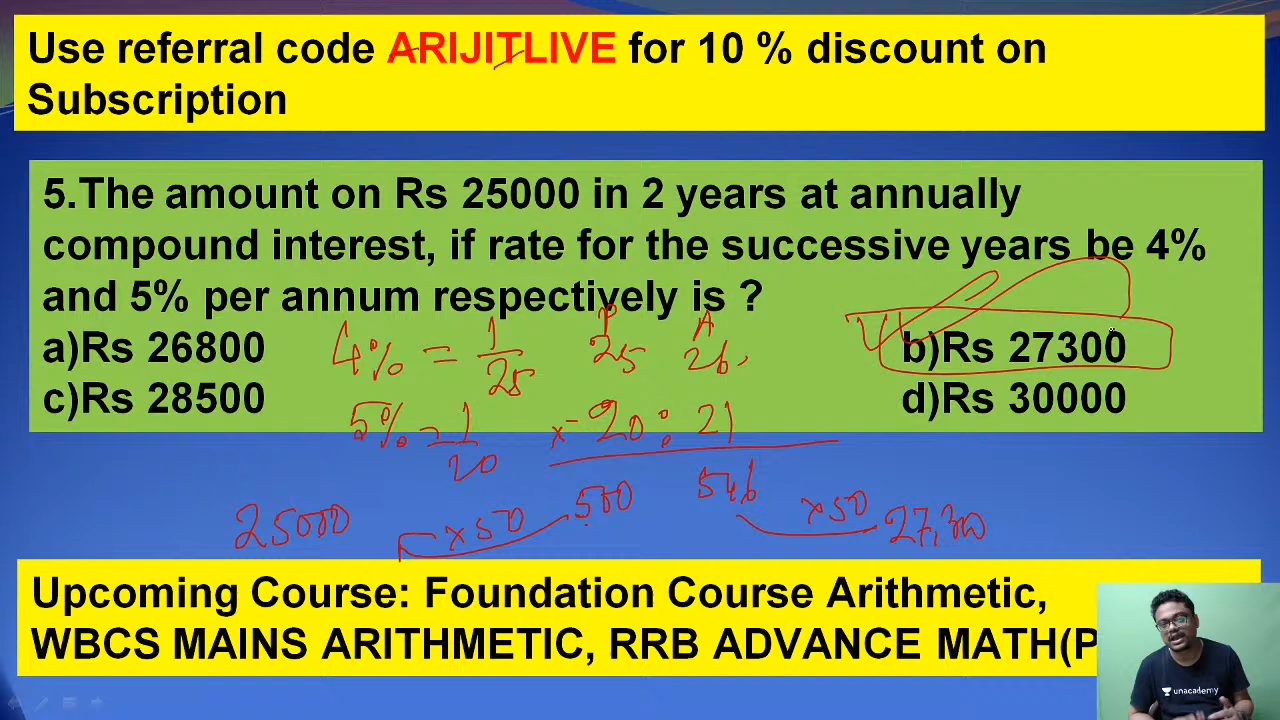 Use referral code ARIJITLIVE for 10 % discount on
Subscription
5.The amount on Rs 25000 in 2 years at annually
compound interest, if rate for the successive years be 4%
and 5% per annum respectively is ?
a)Rs 26800 b)Rs 27300
c)Rs 28500 d)Rs 30000
P A
4% = 1/25 25 26
5% = 1/20 × 20 : 21
500 546
25000 ×50 ×50 27,300
Upcoming Course: Foundation Course Arithmetic,
WBCS MAINS ARITHMETIC, RRB ADVANCE MATH(P
unacademy